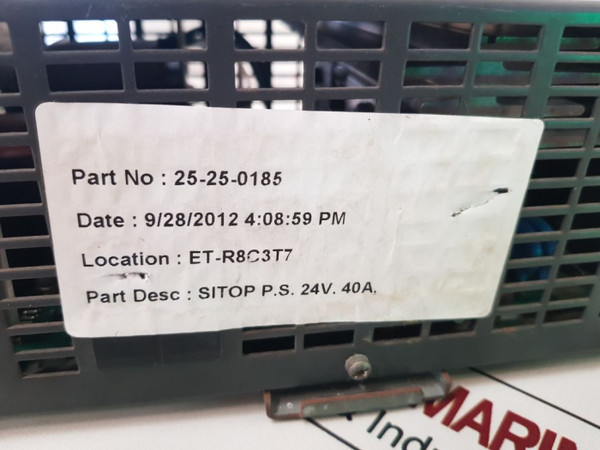 Part No : 25-25-0185
Date : 9/28/2012 4:08:59 PM
Location : ET-R8C3T7
Part Desc : SITOP P.S. 24V. 40A.
MARIN
& Indu